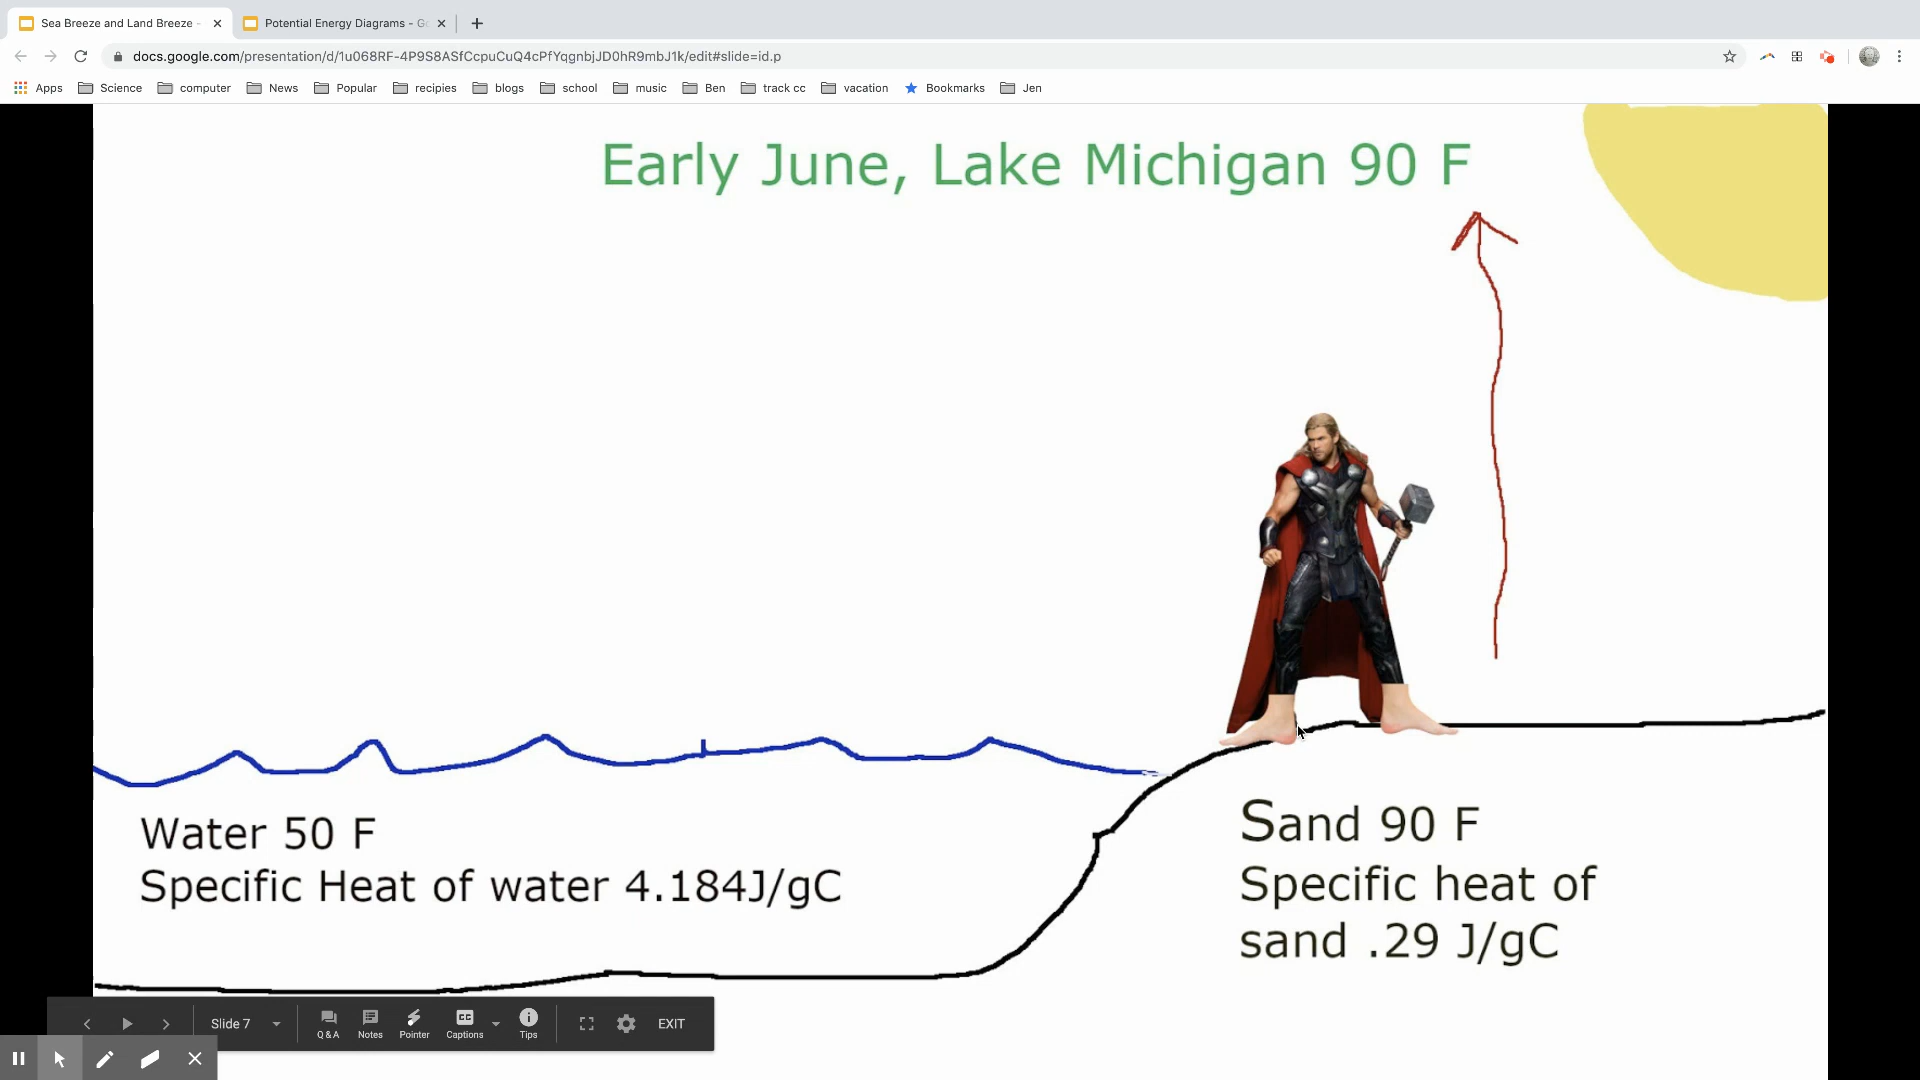 Sea Breeze and Land Breeze -
Potential Energy Diagrams - Go
docs.google.com/presentation/d/1u068RF-4P9S8ASfCcpuCuQ4cPfYqgnbjJD0hR9mbJ1k/edit#slide=id.p
Apps Science computer News Popular recipies blogs school music Ben track cc vacation Bookmarks Jen
Early June, Lake Michigan 90 F
Water 50 F
Specific Heat of water 4.184J/gC
Sand 90 F
Specific heat of
sand .29 J/gC
Slide 7 Q & A Notes Pointer CC Captions Tips EXIT